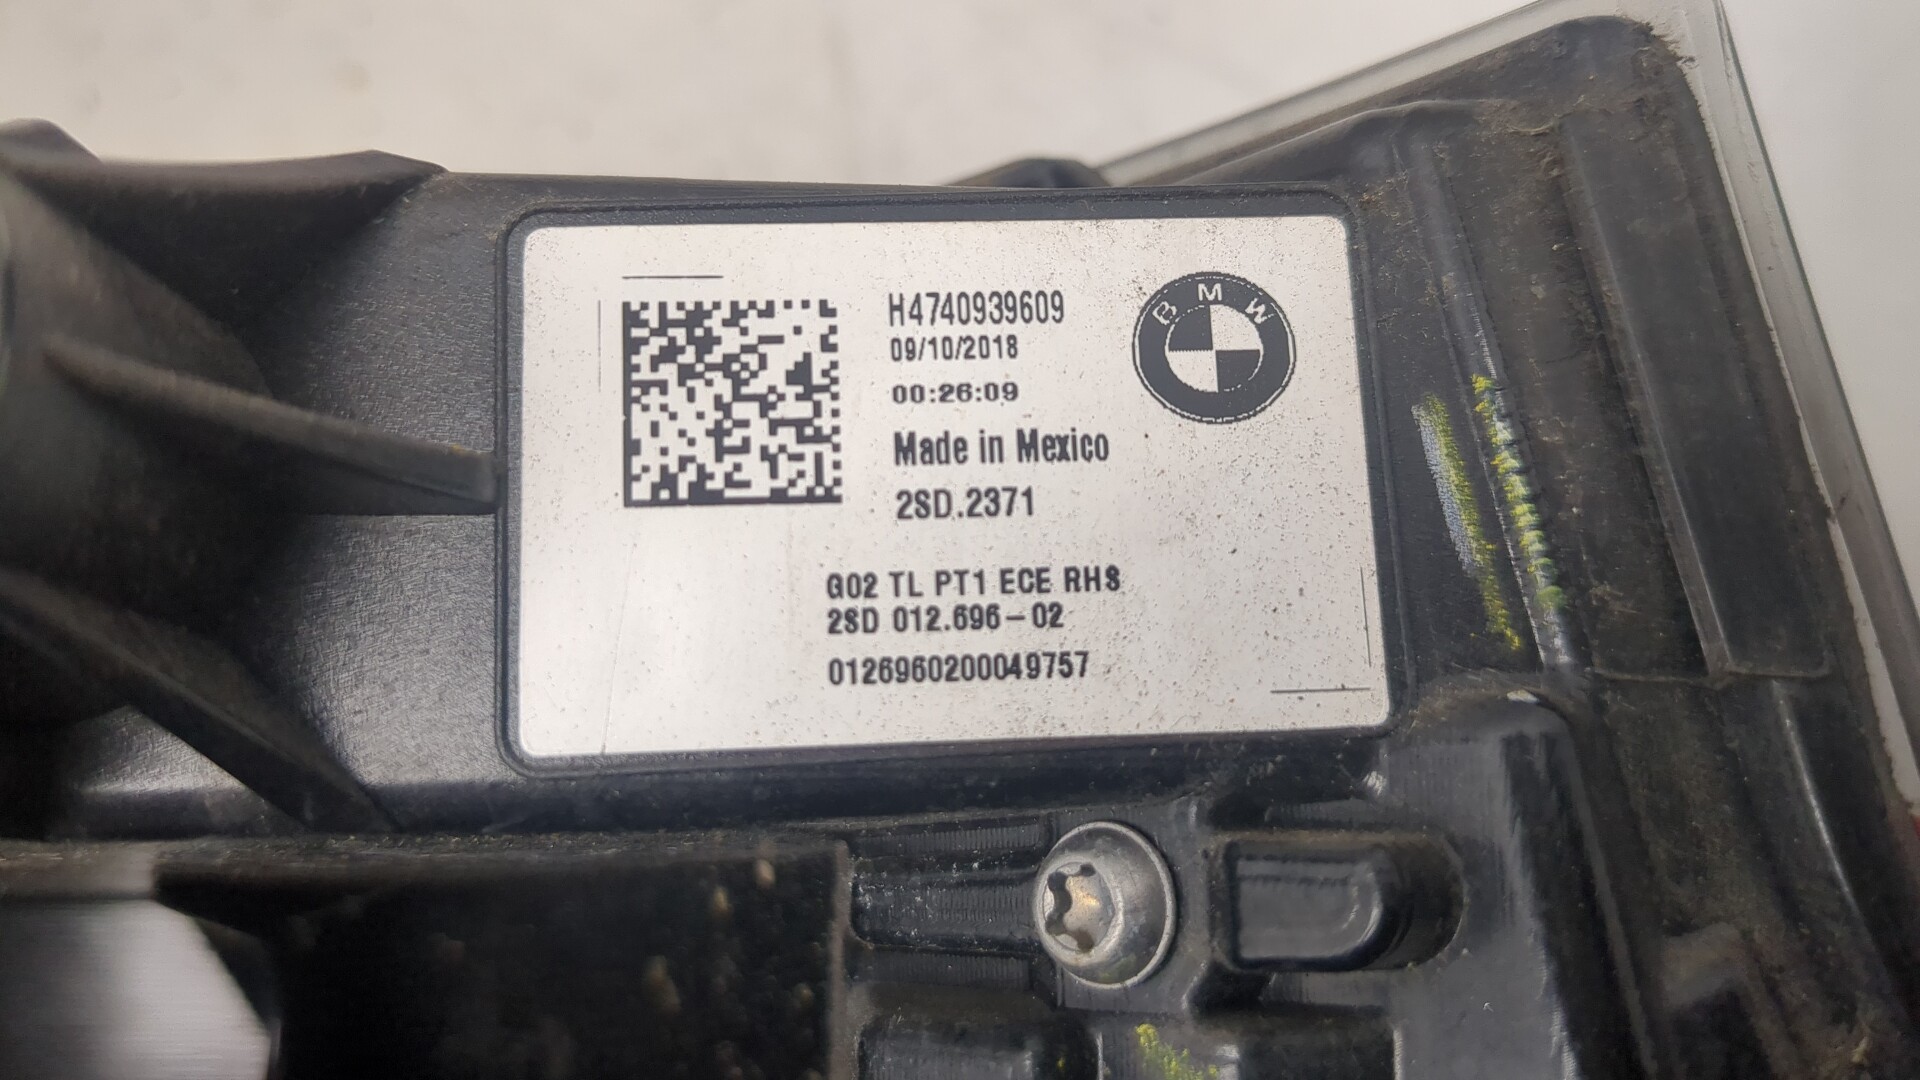 H4740939609
09/10/2018
00:26:09
BMW
Made in Mexico
2SD.2371
G02 TL PT1 ECE RHS
2SD 012.696-02
0126960200049757